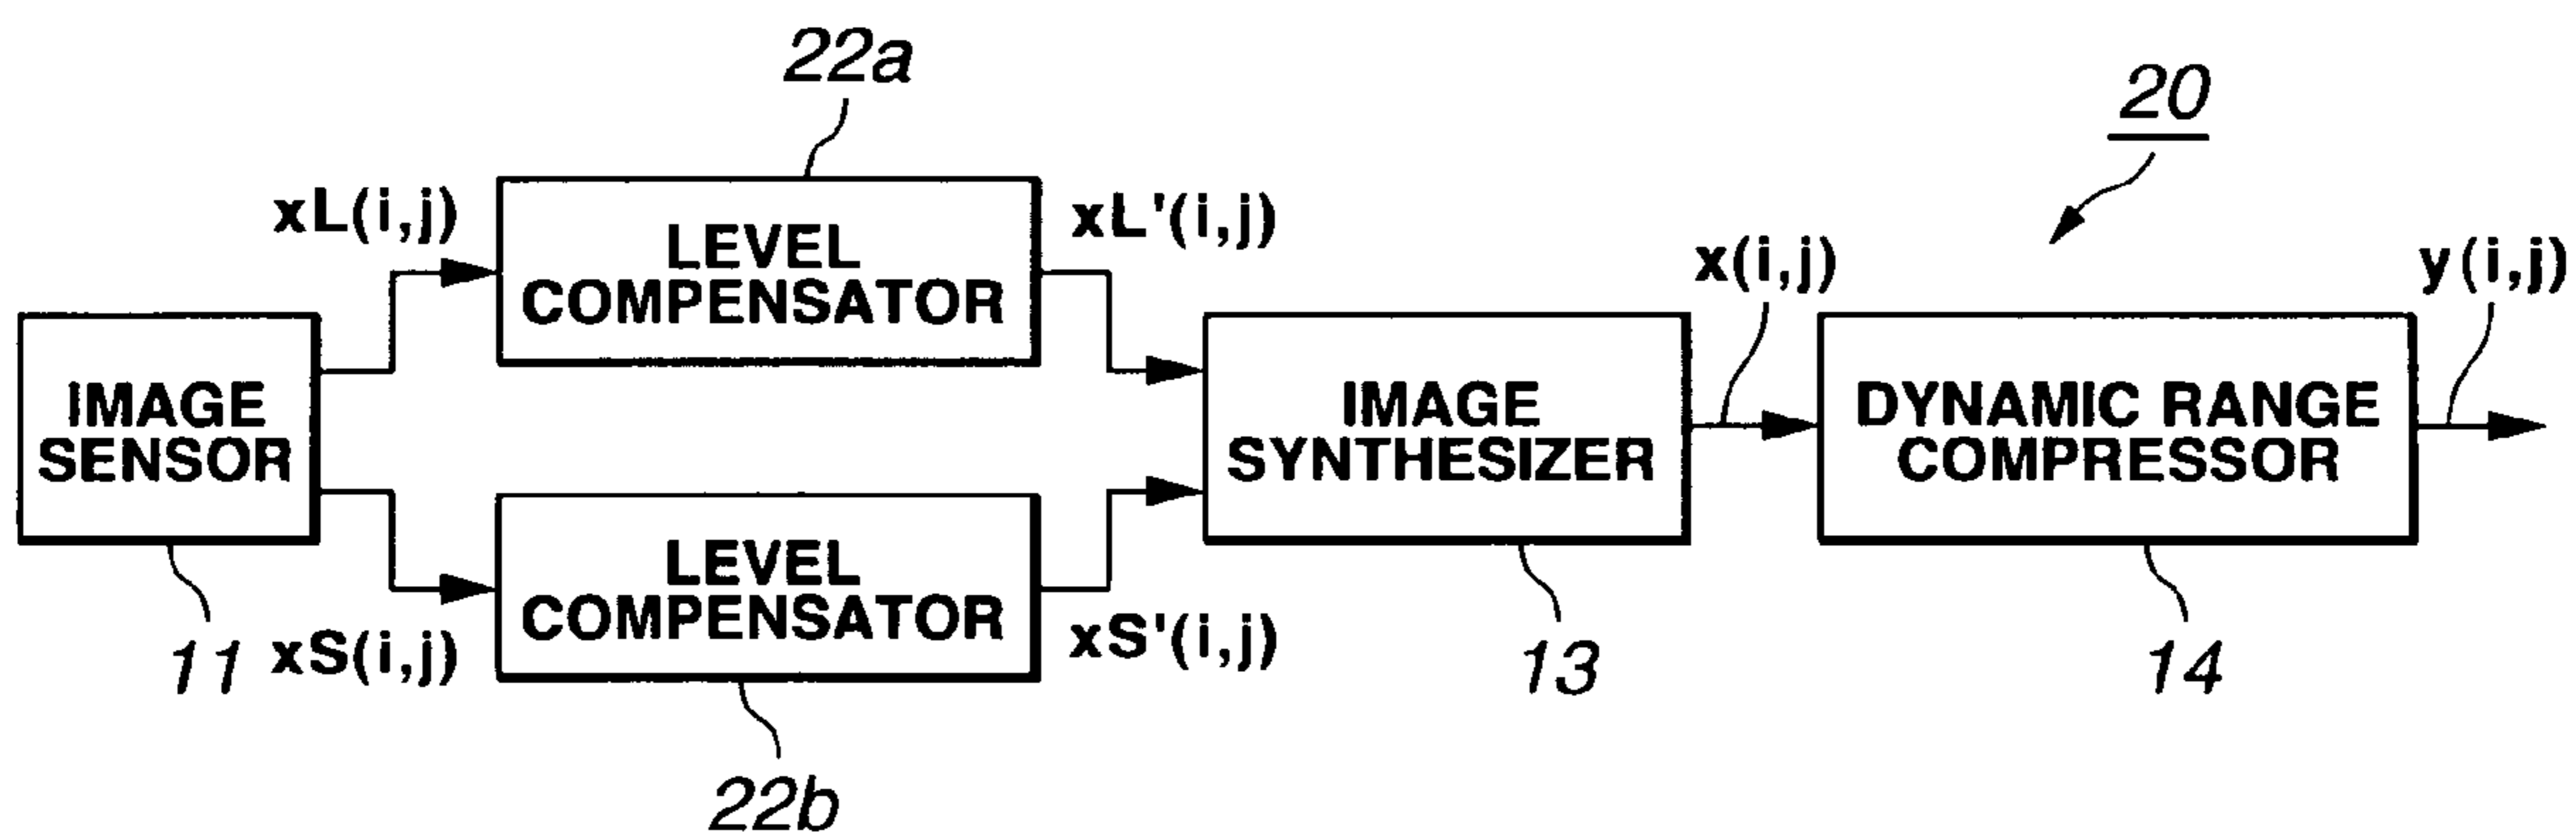 22a
20
xL(i,j)
LEVEL
COMPENSATOR
xL'(i,j)
x(i,j)
y(i,j)
IMAGE
SENSOR
IMAGE
SYNTHESIZER
DYNAMIC RANGE
COMPRESSOR
LEVEL
COMPENSATOR
11
xS(i,j)
xS'(i,j)
13
14
22b